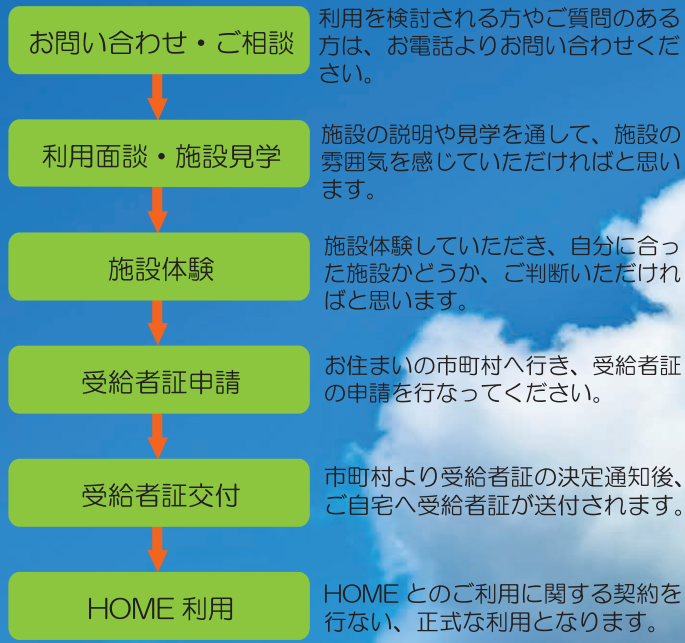 お問い合わせ・ご相談
利用を検討される方やご質問のある
方は、お電話よりお問い合わせくだ
さい。
利用面談・施設見学
施設の説明や見学を通して、施設の
雰囲気を感じていただければと思い
ます。
施設体験
施設体験していただき、自分に合っ
た施設かどうか、ご判断いただけれ
ばと思います。
受給者証申請
お住まいの市町村へ行き、受給者証
の申請を行なってください。
受給者証交付
市町村より受給者証の決定通知後、
ご自宅へ受給者証が送付されます。
HOME 利用
HOME とのご利用に関する契約を
行ない、正式な利用となります。